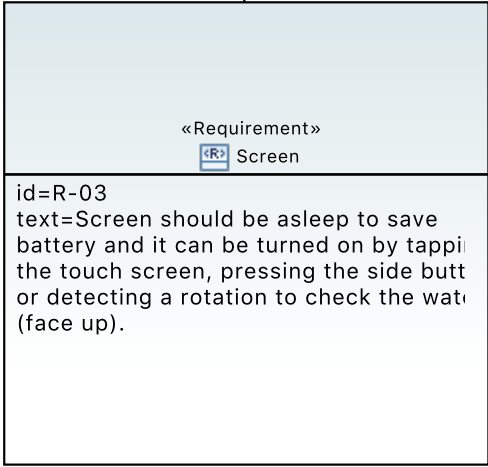 «Requirement»
<R> Screen
id=R-03
text=Screen should be asleep to save
battery and it can be turned on by tappi
the touch screen, pressing the side butt
or detecting a rotation to check the wat
(face up).